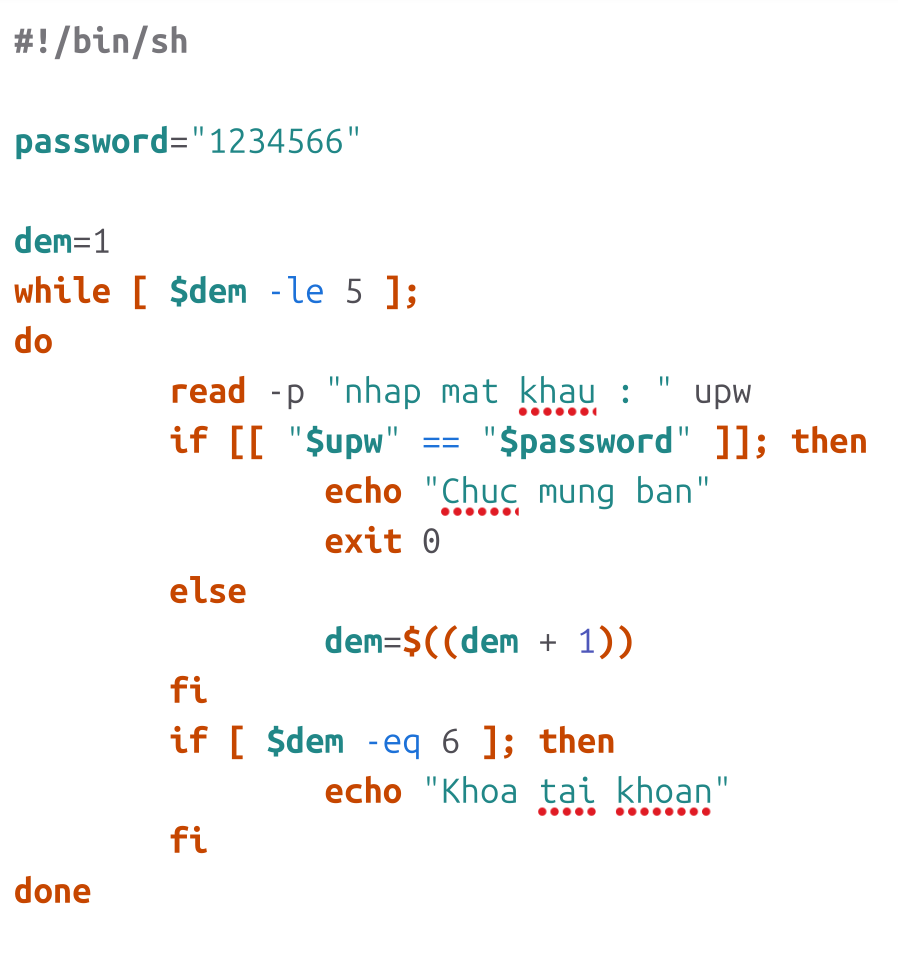 #!/bin/sh

password="1234566"

dem=1
while [ $dem -le 5 ];
do
        read -p "nhap mat khau : " upw
        if [[ "$upw" == "$password" ]]; then
                echo "Chuc mung ban"
                exit 0
        else
                dem=$((dem + 1))
        fi
        if [ $dem -eq 6 ]; then
                echo "Khoa tai khoan"
        fi
done